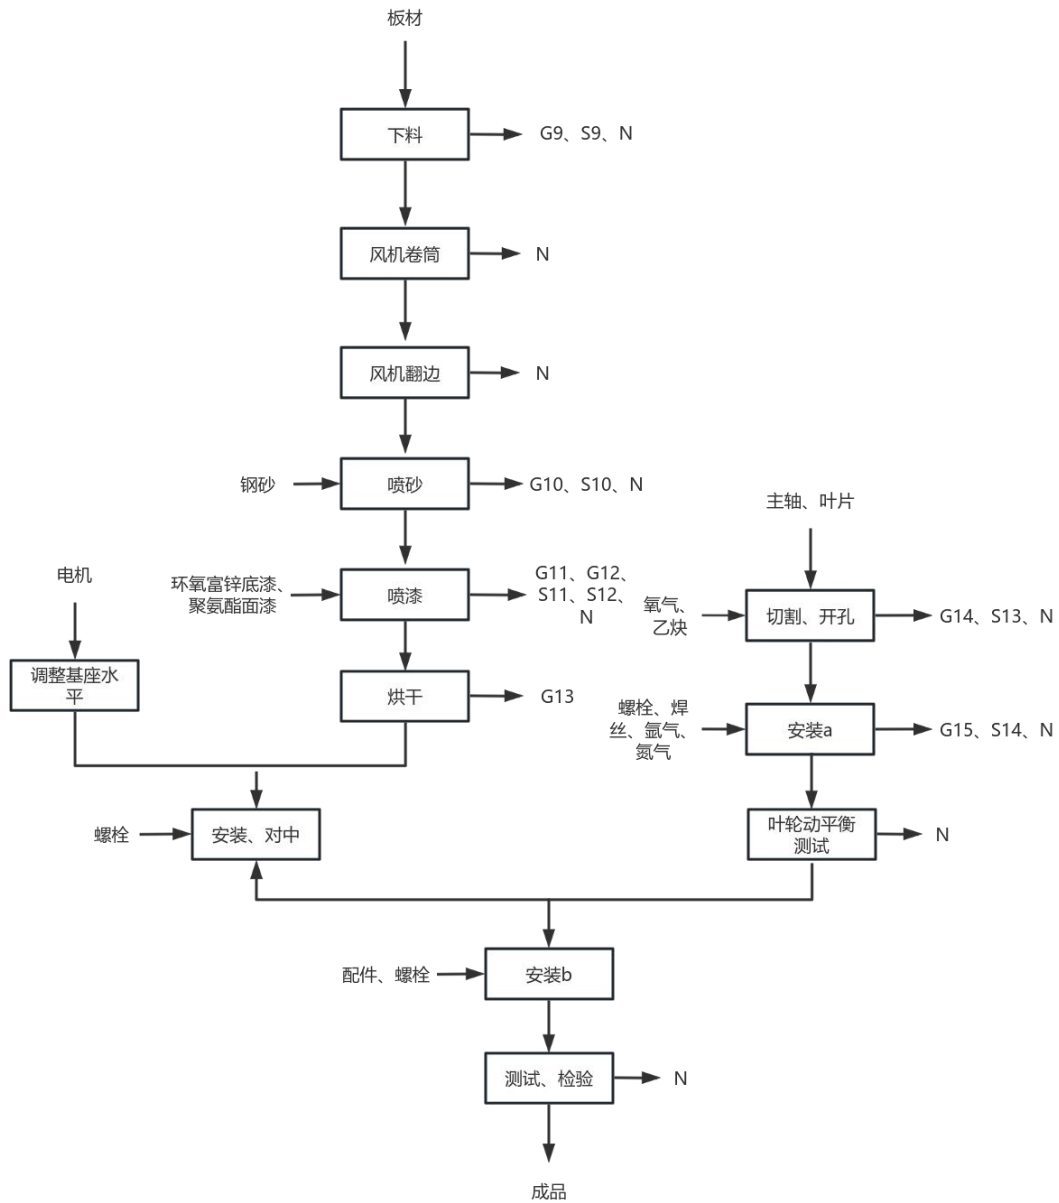 板材
下料
G9、S9、N
风机卷筒
N
风机翻边
N
钢砂
喷砂
G10、S10、N
主轴、叶片
电机
环氧富锌底漆、
聚氨酯面漆
喷漆
G11、G12、
S11、S12、
N
氧气、
乙炔
切割、开孔
G14、S13、N
调整基座水
平
烘干
G13
螺栓、焊
丝、氩气、
氮气
安装a
G15、S14、N
螺栓
安装、对中
叶轮动平衡
测试
N
配件、螺栓
安装b
测试、检验
N
成品